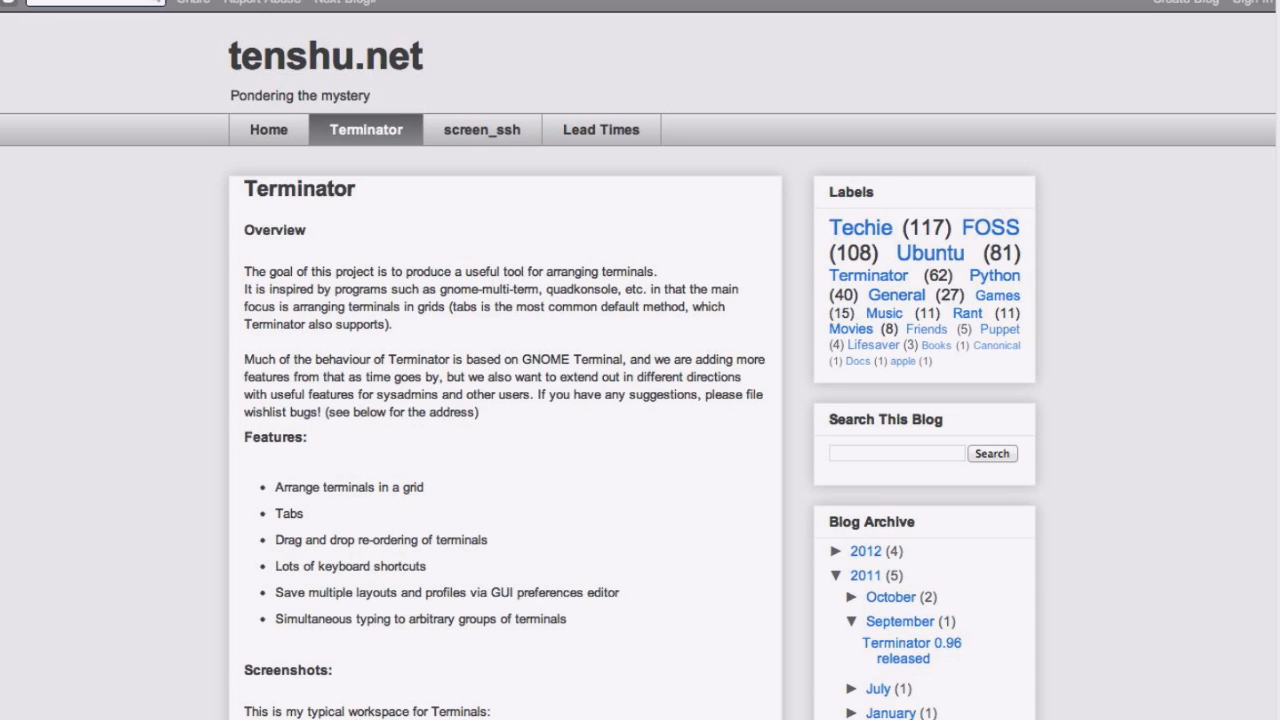 Share Report Abuse Next Blog»
Create Blog Sign In
tenshu.net
Pondering the mystery
Home Terminator screen_ssh Lead Times
Terminator
Overview
The goal of this project is to produce a useful tool for arranging terminals.
It is inspired by programs such as gnome-multi-term, quadkonsole, etc. in that the main
focus is arranging terminals in grids (tabs is the most common default method, which
Terminator also supports).
Much of the behaviour of Terminator is based on GNOME Terminal, and we are adding more
features from that as time goes by, but we also want to extend out in different directions
with useful features for sysadmins and other users. If you have any suggestions, please file
wishlist bugs! (see below for the address)
Features:
• Arrange terminals in a grid
• Tabs
• Drag and drop re-ordering of terminals
• Lots of keyboard shortcuts
• Save multiple layouts and profiles via GUI preferences editor
• Simultaneous typing to arbitrary groups of terminals
Screenshots:
This is my typical workspace for Terminals:
Labels
Techie (117) FOSS
(108) Ubuntu (81)
Terminator (62) Python
(40) General (27) Games
(15) Music (11) Rant (11)
Movies (8) Friends (5) Puppet
(4) Lifesaver (3) Books (1) Canonical
(1) Docs (1) apple (1)
Search This Blog
Search
Blog Archive
► 2012 (4)
▼ 2011 (5)
► October (2)
▼ September (1)
Terminator 0.96
released
► July (1)
► January (1)